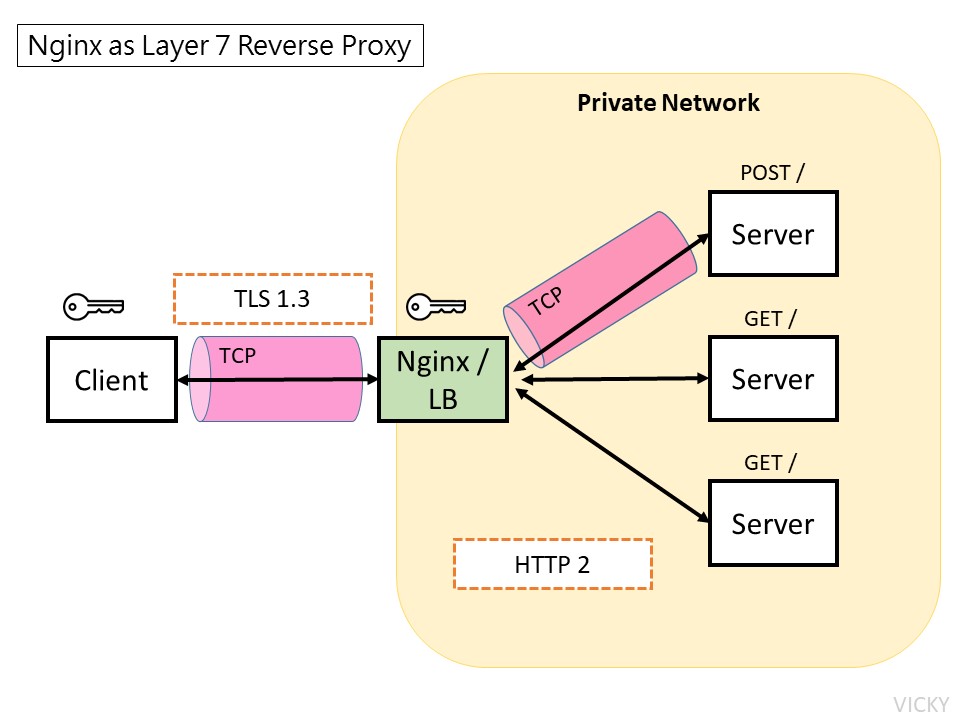 Nginx as Layer 7 Reverse Proxy
Private Network
POST /
Server
TLS 1.3
TCP
GET /
TCP
Client
Nginx /
LB
Server
GET /
Server
HTTP 2
VICKY